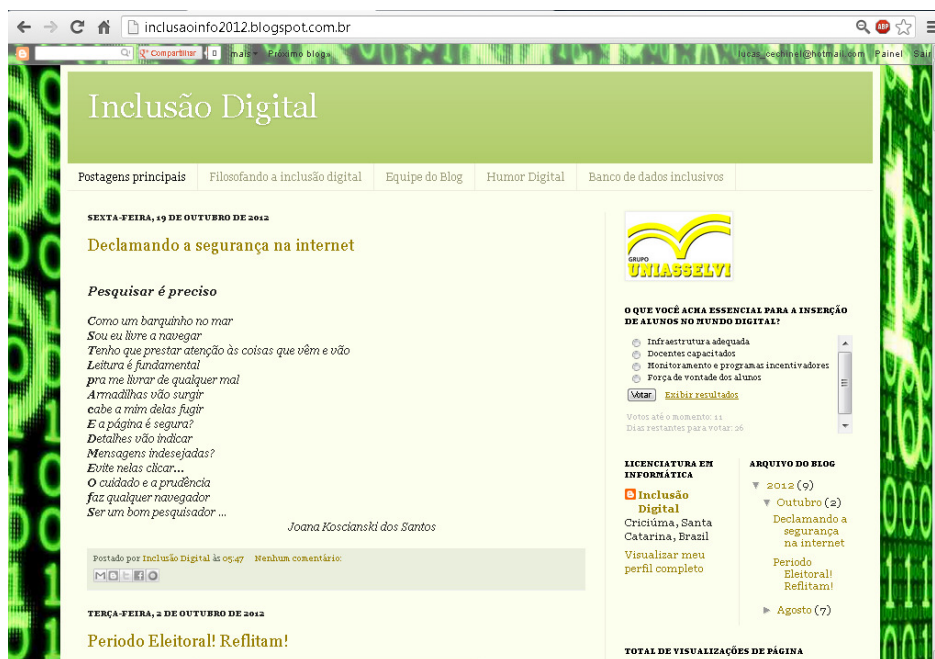 inclusaoinfo2012.blogspot.com.br
Compartilhar 0 mais Próximo blog» lucas_cechinel@hotmail.com Painel Sair
Inclusão Digital
Postagens principais Filosofando a inclusão digital Equipe do Blog Humor Digital Banco de dados inclusivos
SEXTA-FEIRA, 19 DE OUTUBRO DE 2012
Declamando a segurança na internet
Pesquisar é preciso
Como um barquinho no mar
Sou eu livre a navegar
Tenho que prestar atenção às coisas que vêm e vão
Leitura é fundamental
pra me livrar de qualquer mal
Armadilhas vão surgir
cabe a mim delas fugir
E a página é segura?
Detalhes vão indicar
Mensagens indesejadas?
Evite nelas clicar...
O cuidado e a prudência
faz qualquer navegador
Ser um bom pesquisador ...
Joana Koscianski dos Santos
Postado por Inclusão Digital às 05:47 Nenhum comentário:
TERÇA-FEIRA, 2 DE OUTUBRO DE 2012
Periodo Eleitoral! Reflitam!
GRUPO
UNIASSELVI
O QUE VOCÊ ACHA ESSENCIAL PARA A INSERÇÃO
DE ALUNOS NO MUNDO DIGITAL?
Infraestrutura adequada
Docentes capacitados
Monitoramento e programas incentivadores
Força de vontade dos alunos
Votar Exibir resultados
Votos até o momento: 11
Dias restantes para votar: 26
LICENCIATURA EM
INFORMÁTICA
Inclusão
Digital
Criciúma, Santa
Catarina, Brazil
Visualizar meu
perfil completo
ARQUIVO DO BLOG
▼ 2012 (9)
▼ Outubro (2)
Declamando a
segurança
na internet
Periodo
Eleitoral!
Reflitam!
► Agosto (7)
TOTAL DE VISUALIZAÇÕES DE PÁGINA